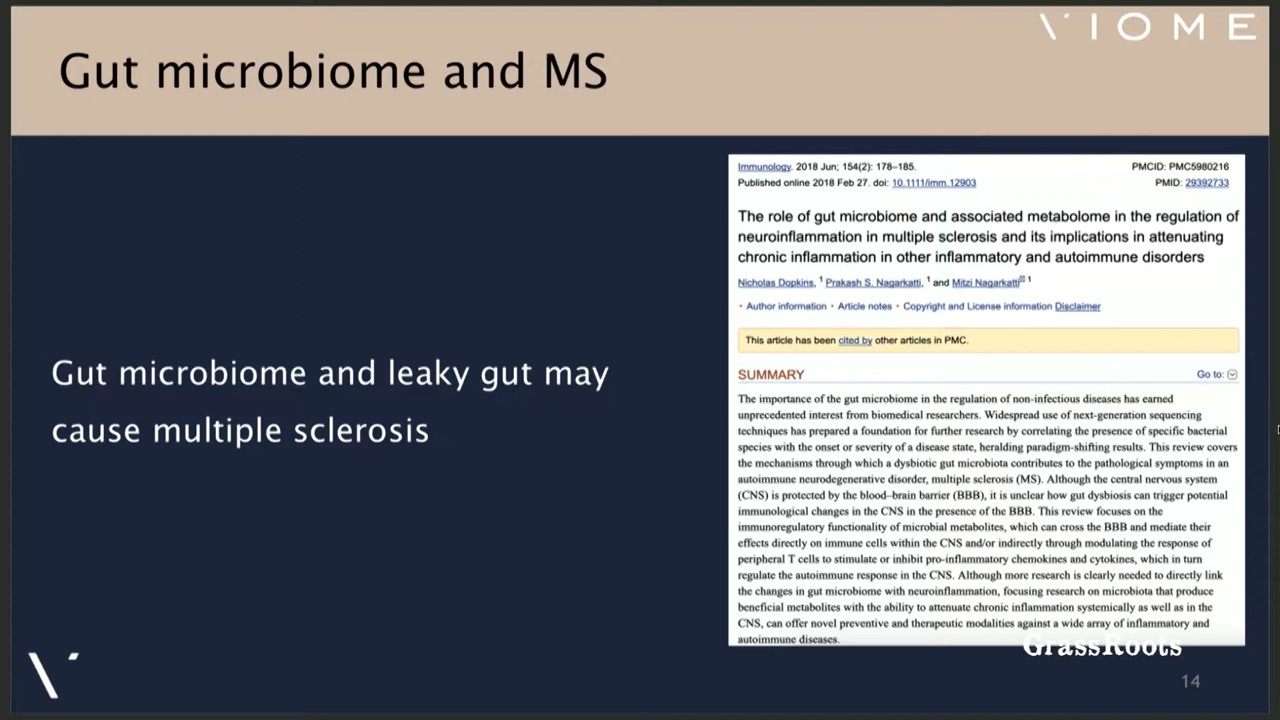 VIOME
Gut microbiome and MS
Gut microbiome and leaky gut may
cause multiple sclerosis
Immunology. 2018 Jun; 154(2): 178–185.
PMCID: PMC5980216
Published online 2018 Feb 27. doi: 10.1111/imm.12903
PMID: 29392733
The role of gut microbiome and associated metabolome in the regulation of
neuroinflammation in multiple sclerosis and its implications in attenuating
chronic inflammation in other inflammatory and autoimmune disorders
Nicholas Dopkins, 1 Prakash S. Nagarkatti, 1 and Mitzi Nagarkatti 1
• Author information • Article notes • Copyright and License information Disclaimer
This article has been cited by other articles in PMC.
SUMMARY
Go to:
The importance of the gut microbiome in the regulation of non-infectious diseases has earned
unprecedented interest from biomedical researchers. Widespread use of next-generation sequencing
techniques has prepared a foundation for further research by correlating the presence of specific bacterial
species with the onset or severity of a disease state, heralding paradigm-shifting results. This review covers
the mechanisms through which a dysbiotic gut microbiota contributes to the pathological symptoms in an
autoimmune neurodegenerative disorder, multiple sclerosis (MS). Although the central nervous system
(CNS) is protected by the blood–brain barrier (BBB), it is unclear how gut dysbiosis can trigger potential
immunological changes in the CNS in the presence of the BBB. This review focuses on the
immunoregulatory functionality of microbial metabolites, which can cross the BBB and mediate their
effects directly on immune cells within the CNS and/or indirectly through modulating the response of
peripheral T cells to stimulate or inhibit pro-inflammatory chemokines and cytokines, which in turn
regulate the autoimmune response in the CNS. Although more research is clearly needed to directly link
the changes in gut microbiome with neuroinflammation, focusing research on microbiota that produce
beneficial metabolites with the ability to attenuate chronic inflammation systemically as well as in the
CNS, can offer novel preventive and therapeutic modalities against a wide array of inflammatory and
autoimmune diseases.
GrassRoots
14